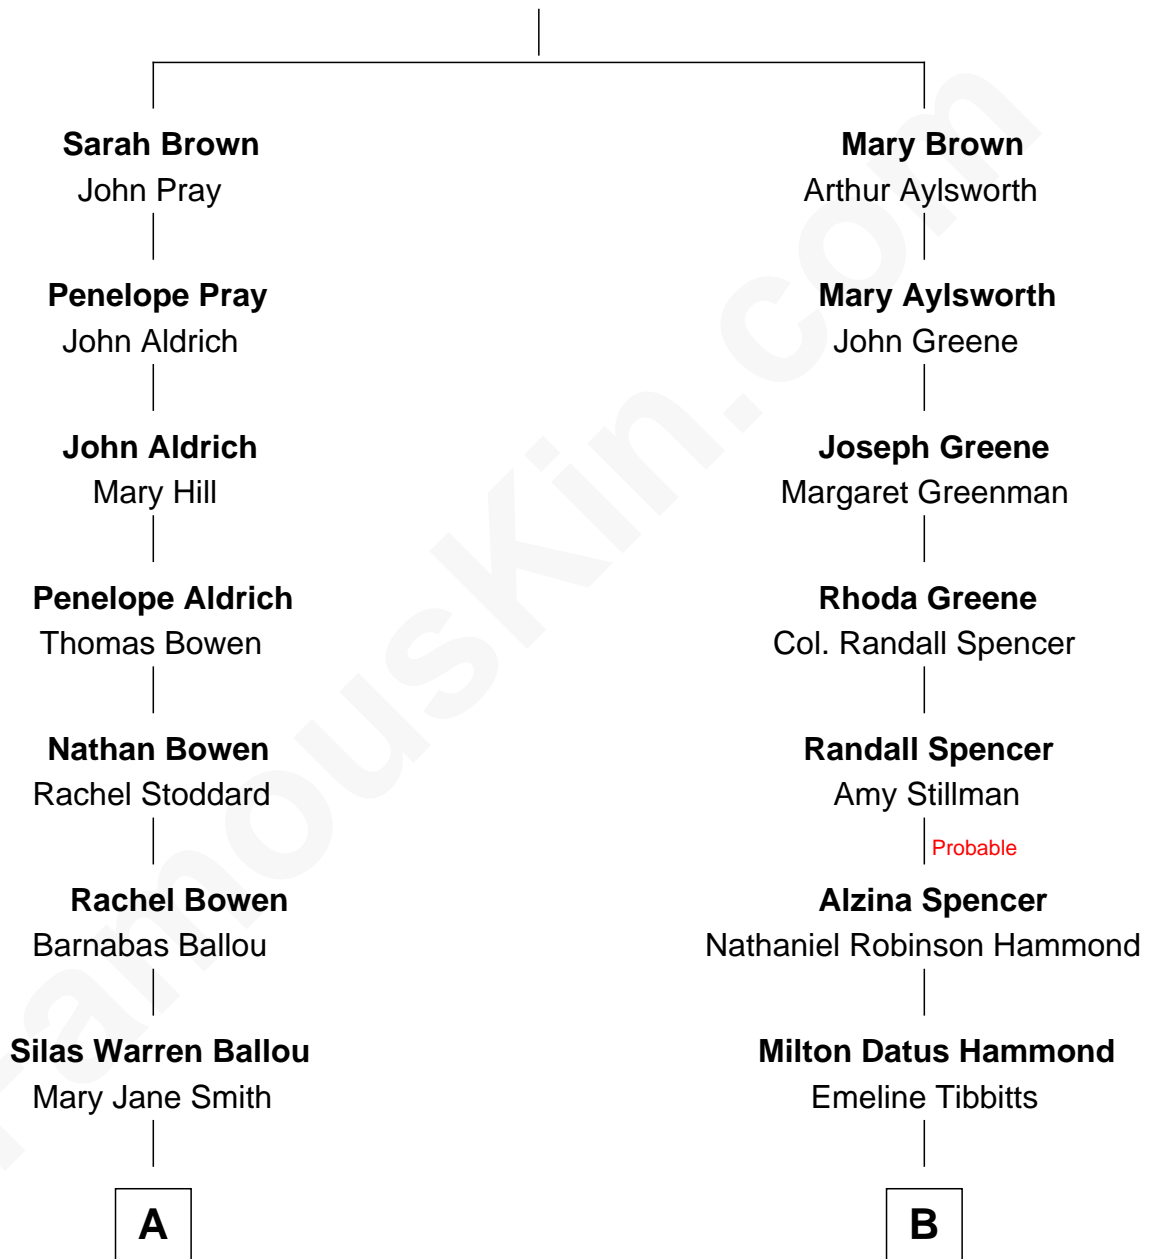 Sarah Brown
John Pray
Mary Brown
Arthur Aylsworth
Penelope Pray
John Aldrich
Mary Aylsworth
John Greene
John Aldrich
Mary Hill
Joseph Greene
Margaret Greenman
Penelope Aldrich
Thomas Bowen
Rhoda Greene
Col. Randall Spencer
Nathan Bowen
Rachel Stoddard
Randall Spencer
Amy Stillman
Probable
Rachel Bowen
Barnabas Ballou
Alzina Spencer
Nathaniel Robinson Hammond
Silas Warren Ballou
Mary Jane Smith
Milton Datus Hammond
Emeline Tibbitts
A
B
FamousKin.com